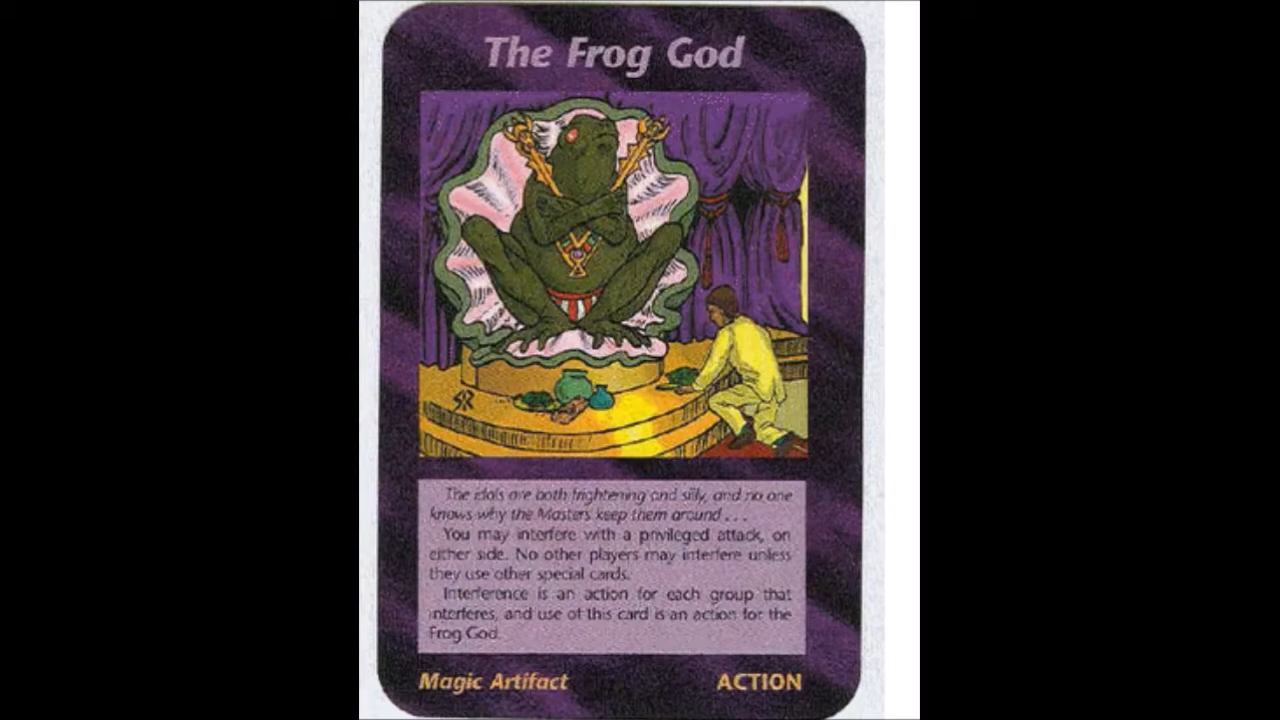 The Frog God
SR
The idols are both frightening and silly, and no one
knows why the Masters keep them around . . .
You may interfere with a privileged attack, on
either side. No other players may interfere unless
they use other special cards.
Interference is an action for each group that
interferes, and use of this card is an action for the
Frog God.
Magic Artifact
ACTION